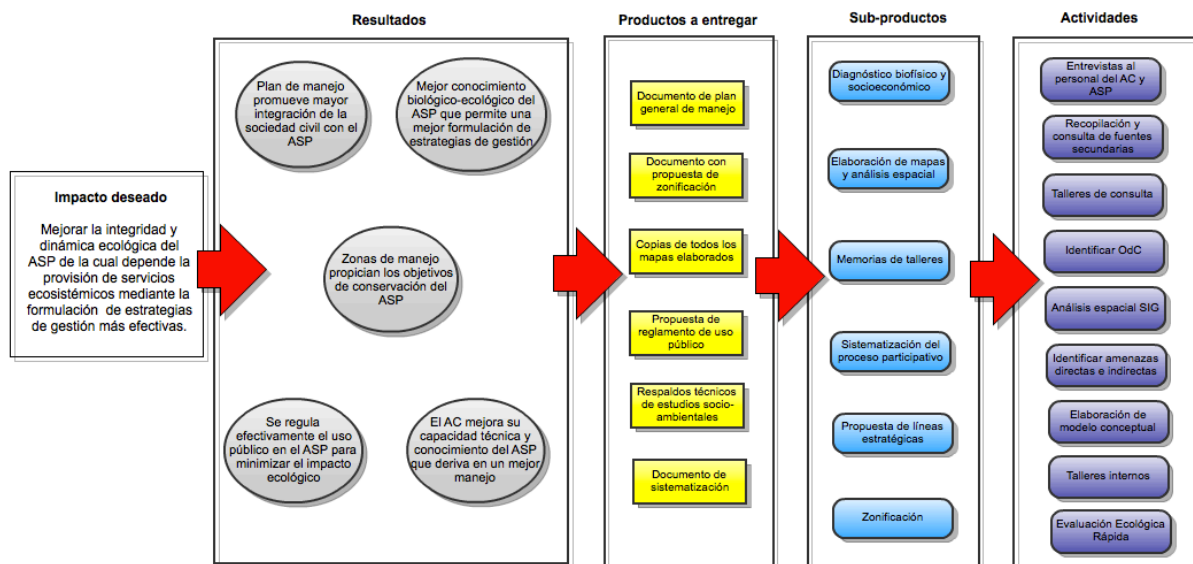 Resultados
Productos a entregar
Sub-productos
Actividades
Impacto deseado
Mejorar la integridad y
dinámica ecológica del
ASP de la cual depende la
provisión de servicios
ecosistémicos mediante la
formulación de estrategias
de gestión más efectivas.
Plan de manejo
promueve mayor
integración de la
sociedad civil con el
ASP
Mejor conocimiento
biológico-ecológico del
ASP que permite una
mejor formulación de
estrategias de gestión
Zonas de manejo
propician los objetivos
de conservación del
ASP
Se regula
efectivamente el uso
público en el ASP para
minimizar el impacto
ecológico
El AC mejora su
capacidad técnica y
conocimiento del ASP
que deriva en un mejor
manejo
Documento de plan
general de manejo
Documento con
propuesta de
zonificación
Copias de todos los
mapas elaborados
Propuesta de
reglamento de uso
público
Respaldos técnicos
de estudios socio-
ambientales
Documento de
sistematización
Diagnóstico biofísico y
socioeconómico
Elaboración de mapas
y análisis espacial
Memorias de talleres
Sistematización del
proceso participativo
Propuesta de líneas
estratégicas
Zonificación
Entrevistas al
personal del AC y
ASP
Recopilación y
consulta de fuentes
secundarias
Talleres de consulta
Identificar OdC
Análisis espacial SIG
Identificar amenazas
directas e indirectas
Elaboración de
modelo conceptual
Talleres internos
Evaluación Ecológica
Rápida